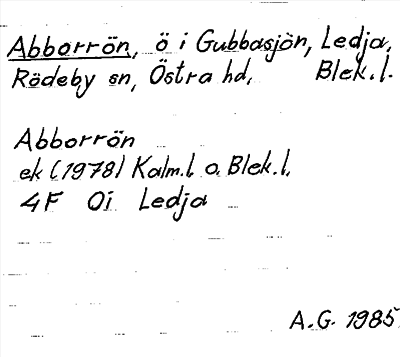 Abborrön, ö i Gubbasjön, Ledja,
Rödeby sn, Östra hd, Blek.l.
Abborrön
ek (1978) Kalm.l o Blek.l.
4F 0i Ledja
A.G. 1985